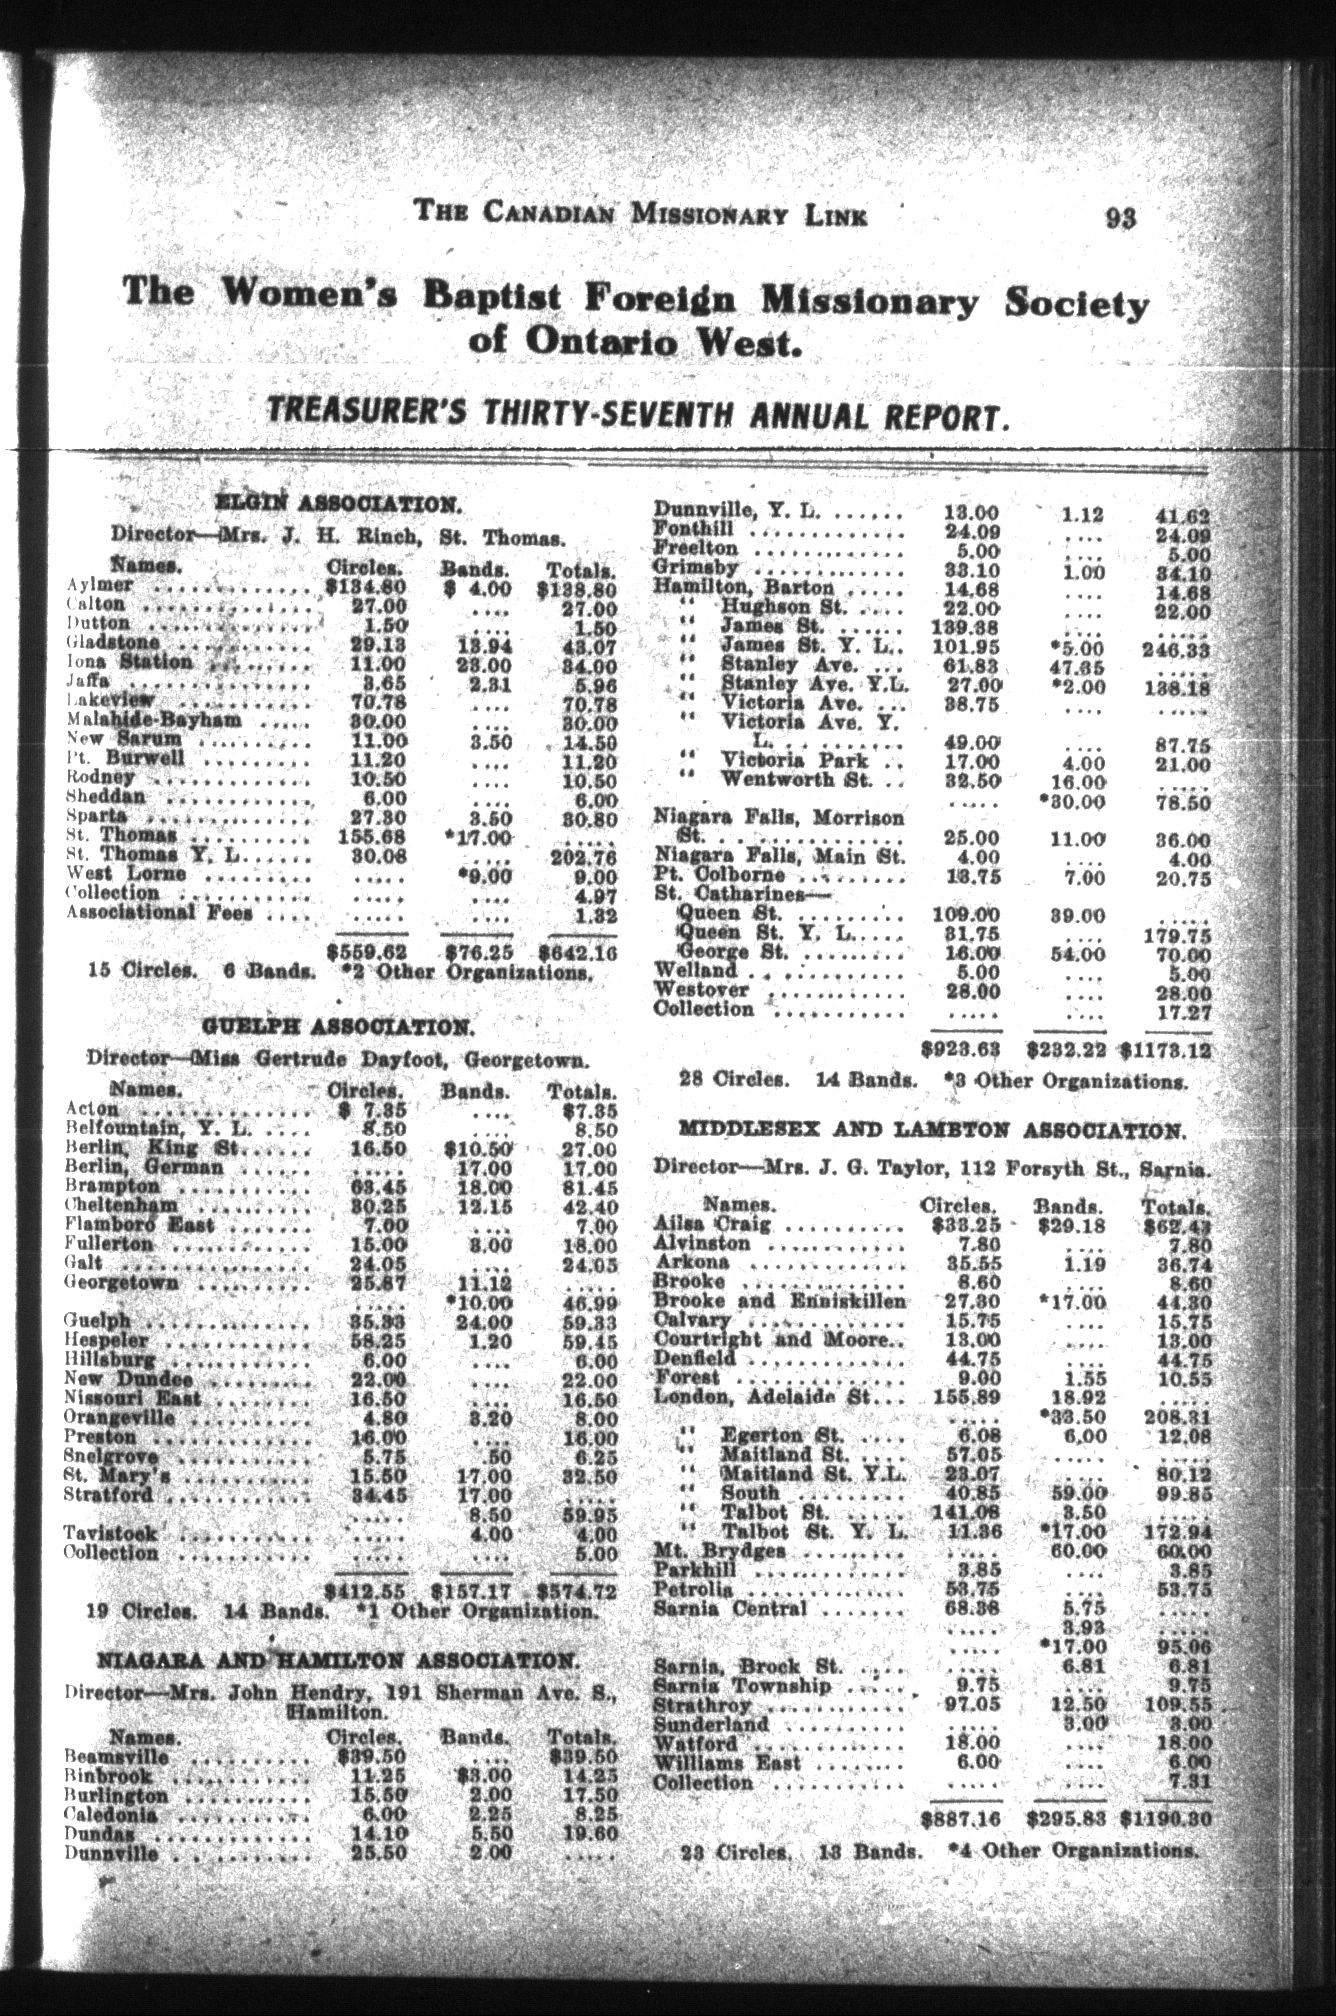 THE CANADIAN MISSIONARY LINK 93
The Women's Baptist Foreign Missionary Society
of Ontario West.
TREASURER'S THIRTY-SEVENTH ANNUAL REPORT.
ELGIN ASSOCIATION.
Director—Mrs. J. H. Rinch, St. Thomas.
Names. Circles. Bands. Totals.
Aylmer .............. $134.80 $ 4.00 $138.80
Calton .............. 27.00 .... 27.00
Dutton .............. 1.50 .... 1.50
Gladstone ........... 29.13 13.94 43.07
Iona Station ........ 11.00 23.00 34.00
Jaffa ............... 3.65 2.31 5.96
Lakeview ............ 70.78 .... 70.78
Malahide-Bayham ..... 30.00 .... 30.00
New Sarum .......... 11.00 3.50 14.50
Pt. Burwell ......... 11.20 .... 11.20
Rodney ............. 10.50 .... 10.50
Sheddan ............ 6.00 .... 6.00
Sparta .............. 27.30 3.50 30.80
St. Thomas .......... 155.68 *17.00 .....
St. Thomas Y. L...... 30.08 .... 202.76
West Lorne ......... ..... *9.00 9.00
Collection ........... ..... .... 4.97
Associational Fees .... ..... .... 1.32
$559.62 $76.25 $642.16
15 Circles. 6 Bands. *2 Other Organizations.
GUELPH ASSOCIATION.
Director—Miss Gertrude Dayfoot, Georgetown.
Names. Circles. Bands. Totals.
Acton .............. $ 7.35 .... $7.35
Belfountain, Y. L. .... 8.50 .... 8.50
Berlin, King St...... 16.50 $10.50 27.00
Berlin, German ...... ..... 17.00 17.00
Brampton ........... 63.45 18.00 81.45
Cheltenham .......... 30.25 12.15 42.40
Flamboro East ....... 7.00 .... 7.00
Fullerton ............ 15.00 3.00 18.00
Galt ................ 24.05 .... 24.05
Georgetown .......... 25.87 11.12 .....
..... *10.00 46.99
Guelph .............. 35.33 24.00 59.33
Hespeler ............ 58.25 1.20 59.45
Hillsburg ............ 6.00 .... 6.00
New Dundee ......... 22.00 .... 22.00
Nissouri East ........ 16.50 .... 16.50
Orangeville .......... 4.80 3.20 8.00
Preston ............. 16.00 .... 16.00
Snelgrove ........... 5.75 .50 6.25
St. Mary's ........... 15.50 17.00 32.50
Stratford ............ 34.45 17.00 .....
..... 8.50 59.95
Tavistock ........... ..... 4.00 4.00
Collection ........... ..... .... 5.00
$412.55 $157.17 $574.72
19 Circles. 14 Bands. *1 Other Organization.
NIAGARA AND HAMILTON ASSOCIATION.
Director—Mrs. John Hendry, 191 Sherman Ave. S.,
Hamilton.
Names. Circles. Bands. Totals.
Beamsville .......... $39.50 .... $39.50
Binbrook ............ 11.25 $3.00 14.25
Burlington ........... 15.50 2.00 17.50
Caledonia ........... 6.00 2.25 8.25
Dundas ............. 14.10 5.50 19.60
Dunnville ........... 25.50 2.00 .....
Dunnville, Y. L. ...... 13.00 1.12 41.62
Fonthill ............. 24.09 .... 24.09
Freelton ............. 5.00 .... 5.00
Grimsby ............ 33.10 1.00 34.10
Hamilton, Barton ..... 14.68 .... 14.68
" Hughson St. .... 22.00 .... 22.00
" James St. ...... 139.38 .... .....
" James St. Y. L.. 101.95 *5.00 246.33
" Stanley Ave. ... 61.83 47.35 .....
" Stanley Ave. Y.L. 27.00 *2.00 138.18
" Victoria Ave. ... 38.75 .... .....
" Victoria Ave. Y.
L. .......... 49.00 .... 87.75
" Victoria Park .. 17.00 4.00 21.00
" Wentworth St. .. 32.50 16.00 .....
..... *30.00 78.50
Niagara Falls, Morrison
St. ............... 25.00 11.00 36.00
Niagara Falls, Main St. 4.00 .... 4.00
Pt. Colborne ......... 13.75 7.00 20.75
St. Catharines—
Queen St. ......... 109.00 39.00 .....
Queen St. Y. L..... 31.75 .... 179.75
George St. ......... 16.00 54.00 70.00
Welland ............ 5.00 .... 5.00
Westover ............ 28.00 .... 28.00
Collection ........... ..... .... 17.27
$923.63 $232.22 $1173.12
28 Circles. 14 Bands. *3 Other Organizations.
MIDDLESEX AND LAMBTON ASSOCIATION.
Director—Mrs. J. G. Taylor, 112 Forsyth St., Sarnia.
Names. Circles. Bands. Totals.
Ailsa Craig .......... $33.25 $29.18 $62.43
Alvinston ............ 7.80 .... 7.80
Arkona ............. 35.55 1.19 36.74
Brooke .............. 8.60 .... 8.60
Brooke and Enniskillen 27.30 *17.00 44.30
Calvary ............. 15.75 .... 15.75
Courtright and Moore.. 13.00 .... 13.00
Denfield ............. 44.75 .... 44.75
Forest .............. 9.00 1.55 10.55
London, Adelaide St... 155.89 18.92 .....
..... *33.50 208.31
" Egerton St. .... 6.08 6.00 12.08
" Maitland St. .... 57.05 ..... .....
" Maitland St. Y.L. 23.07 .... 80.12
" South ......... 40.85 59.00 99.85
" Talbot St. ..... 141.08 3.50 .....
" Talbot St. Y. L. 11.36 *17.00 172.94
Mt. Brydges ......... ..... 60.00 60.00
Parkhill ............. 3.85 .... 3.85
Petrolia ............. 53.75 .... 53.75
Sarnia Central ....... 68.38 5.75 .....
..... 3.93 .....
..... *17.00 95.06
Sarnia, Brock St. ..... ..... 6.81 6.81
Sarnia Township ..... 9.75 .... 9.75
Strathroy ............ 97.05 12.50 109.55
Sunderland .......... ..... 3.00 3.00
Watford ............. 18.00 .... 18.00
Williams East ........ 6.00 .... 6.00
Collection ........... ..... .... 7.31
$887.16 $295.83 $1190.30
23 Circles. 13 Bands. *4 Other Organizations.